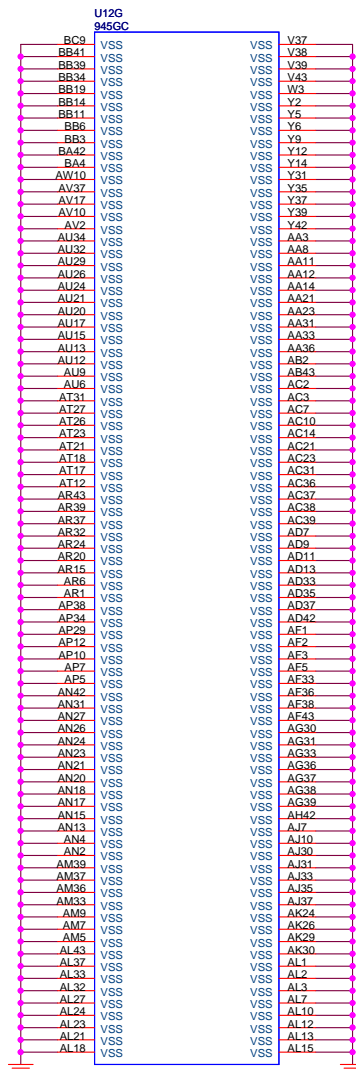 U12G
945GC
BC9 VSS VSS V37
BB41 VSS VSS V38
BB39 VSS VSS V39
BB34 VSS VSS V43
BB19 VSS VSS W3
BB14 VSS VSS Y2
BB11 VSS VSS Y5
BB6 VSS VSS Y6
BB3 VSS VSS Y9
BA42 VSS VSS Y12
BA4 VSS VSS Y14
AW10 VSS VSS Y31
AV37 VSS VSS Y35
AV17 VSS VSS Y37
AV10 VSS VSS Y39
AV2 VSS VSS Y42
AU34 VSS VSS AA3
AU32 VSS VSS AA8
AU29 VSS VSS AA11
AU26 VSS VSS AA12
AU24 VSS VSS AA14
AU21 VSS VSS AA21
AU20 VSS VSS AA23
AU17 VSS VSS AA31
AU15 VSS VSS AA33
AU13 VSS VSS AA36
AU12 VSS VSS AB2
AU9 VSS VSS AB43
AU6 VSS VSS AC2
AT31 VSS VSS AC3
AT27 VSS VSS AC7
AT26 VSS VSS AC10
AT23 VSS VSS AC14
AT21 VSS VSS AC21
AT18 VSS VSS AC23
AT17 VSS VSS AC31
AT12 VSS VSS AC36
AR43 VSS VSS AC37
AR39 VSS VSS AC38
AR37 VSS VSS AC39
AR32 VSS VSS AD7
AR24 VSS VSS AD9
AR20 VSS VSS AD11
AR15 VSS VSS AD13
AR6 VSS VSS AD33
AR1 VSS VSS AD35
AP38 VSS VSS AD37
AP34 VSS VSS AD42
AP29 VSS VSS AF1
AP12 VSS VSS AF2
AP10 VSS VSS AF3
AP7 VSS VSS AF5
AP5 VSS VSS AF33
AN42 VSS VSS AF36
AN31 VSS VSS AF38
AN27 VSS VSS AF43
AN26 VSS VSS AG30
AN24 VSS VSS AG31
AN23 VSS VSS AG33
AN21 VSS VSS AG36
AN20 VSS VSS AG37
AN18 VSS VSS AG38
AN17 VSS VSS AG39
AN15 VSS VSS AH42
AN13 VSS VSS AJ7
AN4 VSS VSS AJ10
AN2 VSS VSS AJ30
AM39 VSS VSS AJ31
AM37 VSS VSS AJ33
AM36 VSS VSS AJ35
AM33 VSS VSS AJ37
AM9 VSS VSS AK24
AM7 VSS VSS AK26
AM5 VSS VSS AK29
AL43 VSS VSS AK30
AL37 VSS VSS AL1
AL33 VSS VSS AL2
AL32 VSS VSS AL3
AL27 VSS VSS AL7
AL24 VSS VSS AL10
AL23 VSS VSS AL12
AL21 VSS VSS AL13
AL18 VSS VSS AL15